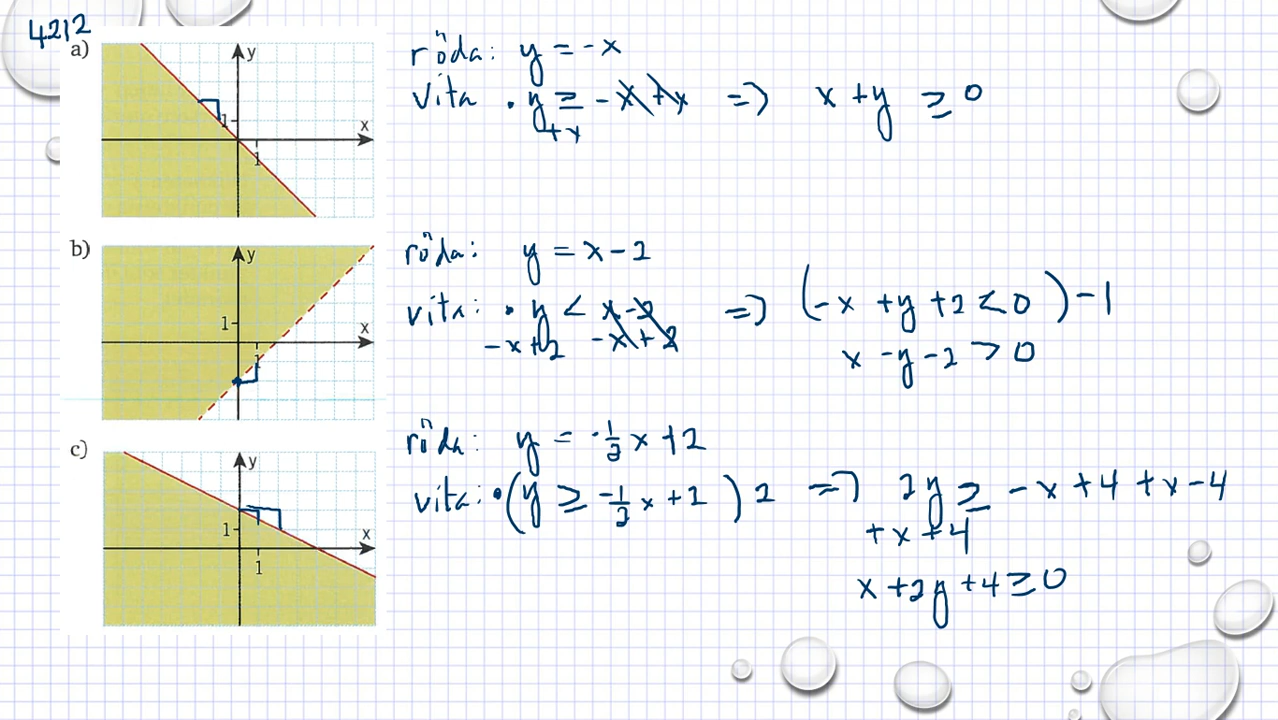 4212
a)
y
x
1
1
röda: y = -x
vita . y ≥ -x+x => x + y ≥ 0
+x
b)
y
x
1
1
röda: y = x - 2
vita: . y < x - 2 => (-x + y + 2 < 0) - 1
-x+2 -x+2
x - y - 2 > 0
c)
y
x
1
1
röda: y = -1/2 x + 2
vita: . (y ≥ -1/2 x + 2) 2 => 2y ≥ -x + 4 + x - 4
+x +4
x + 2y + 4 ≥ 0